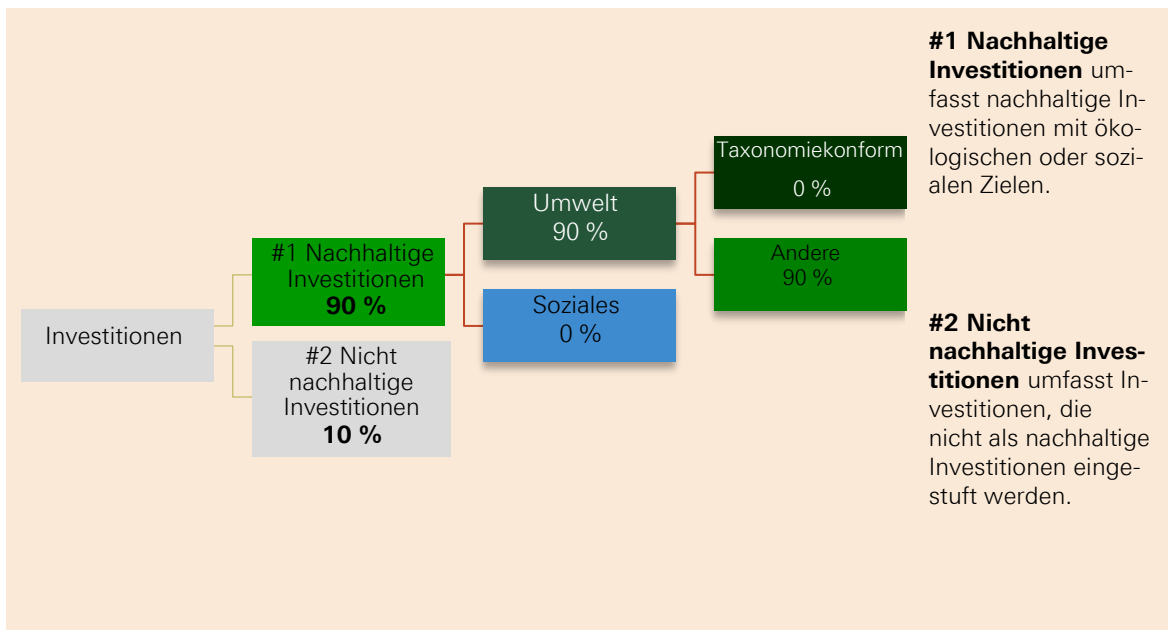 Investitionen
#1 Nachhaltige
Investitionen
90 %
#2 Nicht
nachhaltige
Investitionen
10 %
Umwelt
90 %
Soziales
0 %
Taxonomiekonform
0 %
Andere
90 %
#1 Nachhaltige
Investitionen um-
fasst nachhaltige In-
vestitionen mit öko-
logischen oder sozi-
alen Zielen.
#2 Nicht
nachhaltige Inves-
titionen umfasst In-
vestitionen, die
nicht als nachhaltige
Investitionen einge-
stuft werden.